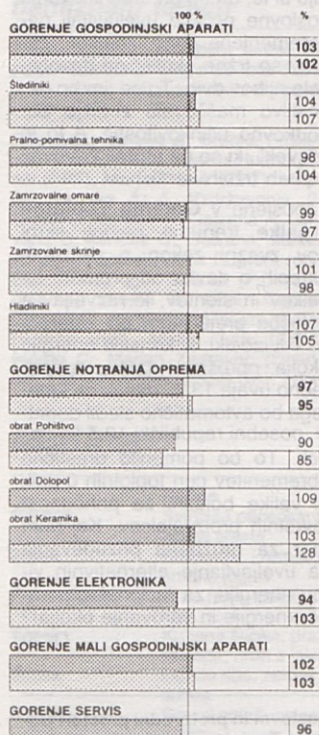 100 % %
GORENJE GOSPODINJSKI APARATI
103
102
Štedilniki
104
107
Pralno-pomivalna tehnika
98
104
Zamrzovalne omare
99
97
Zamrzovalne skrinje
101
98
Hladilniki
107
105
GORENJE NOTRANJA OPREMA
97
95
obrat Pohištvo
90
85
obrat Dolopol
109
obrat Keramika
103
128
GORENJE ELEKTRONIKA
94
103
GORENJE MALI GOSPODINJSKI APARATI
102
103
GORENJE SERVIS
96